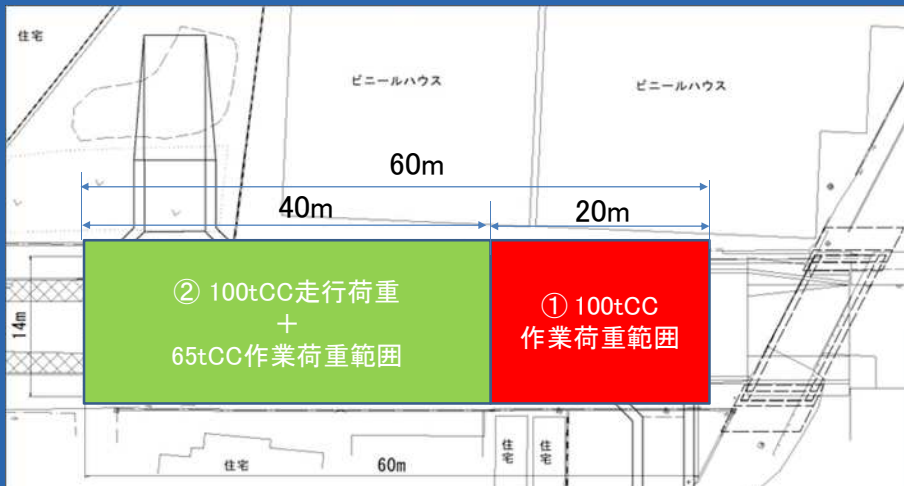 住宅
ビニールハウス
ビニールハウス
60m
40m
20m
14m
② 100tCC走行荷重
＋
65tCC作業荷重範囲
① 100tCC
作業荷重範囲
住宅
60m
住宅
住宅